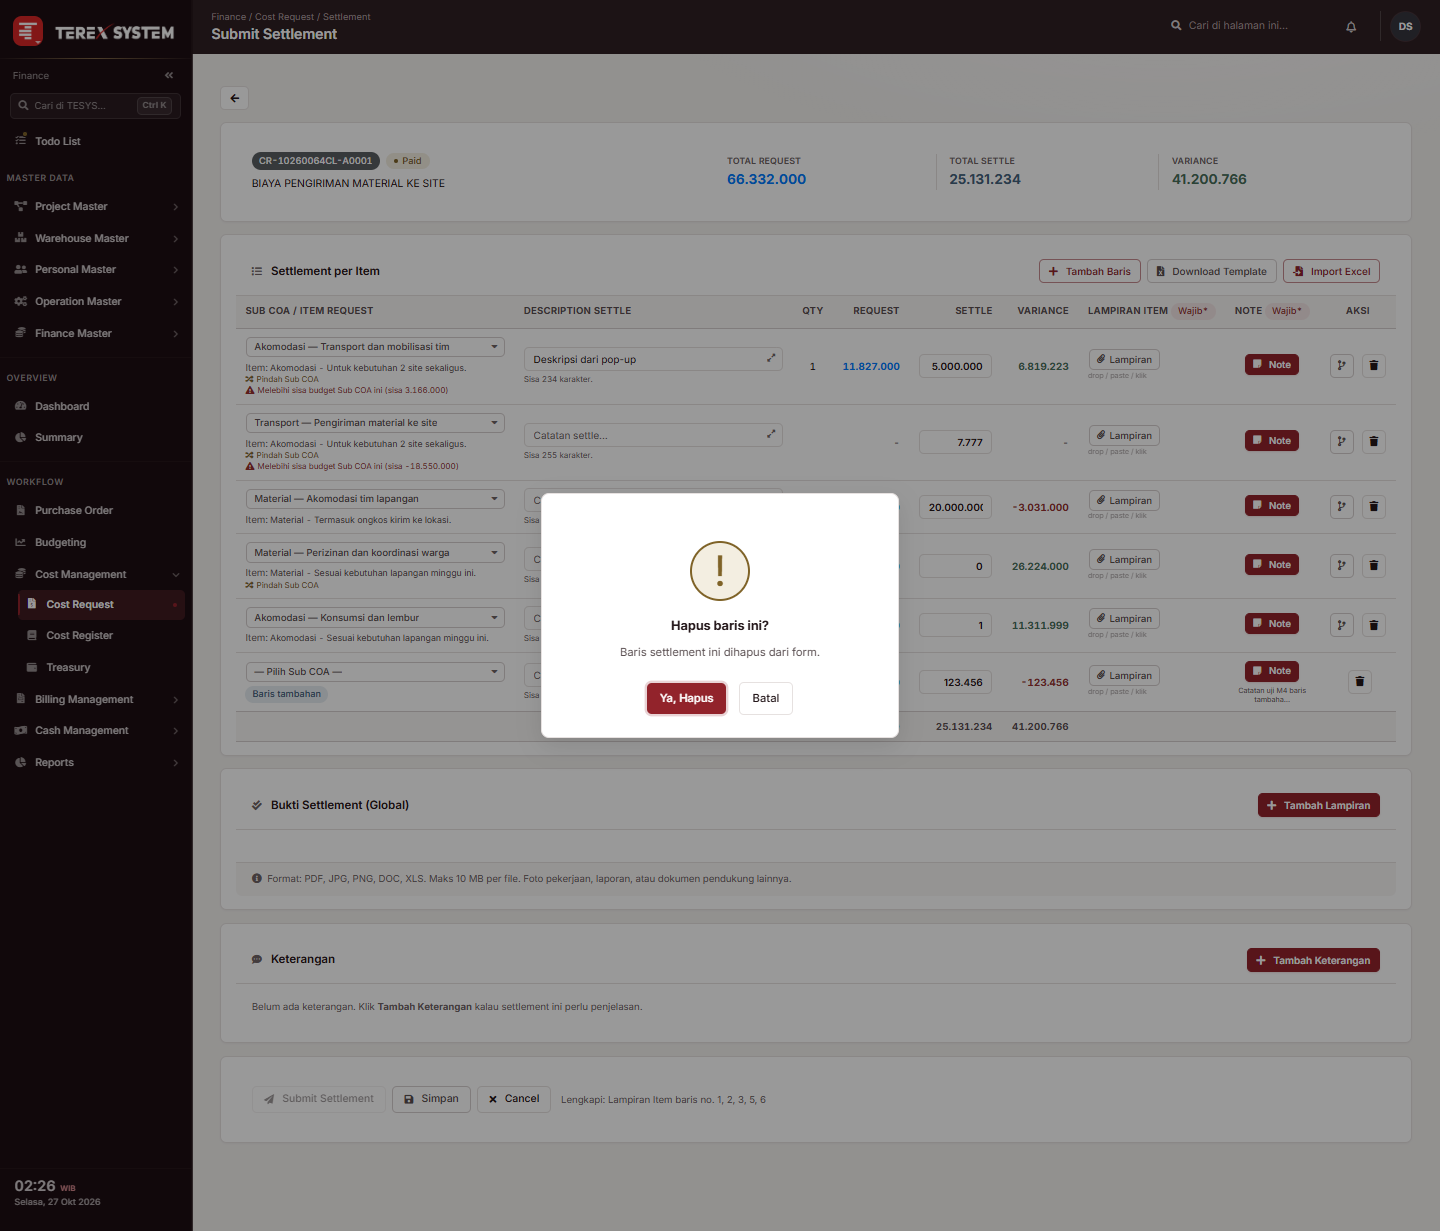 TEREX SYSTEM
Finance
Cari di TESYS...
Ctrl K
Todo List
MASTER DATA
Project Master
Warehouse Master
Personal Master
Operation Master
Finance Master
OVERVIEW
Dashboard
Summary
WORKFLOW
Purchase Order
Budgeting
Cost Management
Cost Request
Cost Register
Treasury
Billing Management
Cash Management
Reports
02:26 WIB
Selasa, 27 Okt 2026
Finance / Cost Request / Settlement
Submit Settlement
Cari di halaman ini...
DS
CR-10260064CL-A0001
Paid
BIAYA PENGIRIMAN MATERIAL KE SITE
TOTAL REQUEST
66.332.000
TOTAL SETTLE
25.131.234
VARIANCE
41.200.766
Settlement per Item
Tambah Baris
Download Template
Import Excel
SUB COA / ITEM REQUEST
DESCRIPTION SETTLE
QTY
REQUEST
SETTLE
VARIANCE
LAMPIRAN ITEM Wajib*
NOTE Wajib*
AKSI
Akomodasi — Transport dan mobilisasi tim
Item: Akomodasi - Untuk kebutuhan 2 site sekaligus.
Pindah Sub COA
Melebihi sisa budget Sub COA ini (sisa 3.166.000)
Deskripsi dari pop-up
Sisa 234 karakter.
1
11.827.000
5.000.000
6.819.223
Lampiran
drop / paste / klik
Note
Transport — Pengiriman material ke site
Item: Akomodasi - Untuk kebutuhan 2 site sekaligus.
Pindah Sub COA
Melebihi sisa budget Sub COA ini (sisa -18.550.000)
Catatan settle...
Sisa 255 karakter.
-
7.777
-
Lampiran
drop / paste / klik
Note
Material — Akomodasi tim lapangan
Item: Material - Termasuk ongkos kirim ke lokasi.
C
Sisa
20.000.000
-3.031.000
Lampiran
drop / paste / klik
Note
Material — Perizinan dan koordinasi warga
Item: Material - Sesuai kebutuhan lapangan minggu ini.
Pindah Sub COA
C
Sisa
0
26.224.000
Lampiran
drop / paste / klik
Note
Akomodasi — Konsumsi dan lembur
Item: Akomodasi - Sesuai kebutuhan lapangan minggu ini.
C
Sisa
1
11.311.999
Lampiran
drop / paste / klik
Note
— Pilih Sub COA —
Baris tambahan
C
Sisa
123.456
-123.456
Lampiran
drop / paste / klik
Note
Catatan uji M4 baris
tambaha...
25.131.234
41.200.766
!
Hapus baris ini?
Baris settlement ini dihapus dari form.
Ya, Hapus
Batal
Bukti Settlement (Global)
Tambah Lampiran
Format: PDF, JPG, PNG, DOC, XLS. Maks 10 MB per file. Foto pekerjaan, laporan, atau dokumen pendukung lainnya.
Keterangan
Tambah Keterangan
Belum ada keterangan. Klik Tambah Keterangan kalau settlement ini perlu penjelasan.
Submit Settlement
Simpan
Cancel
Lengkapi: Lampiran Item baris no. 1, 2, 3, 5, 6